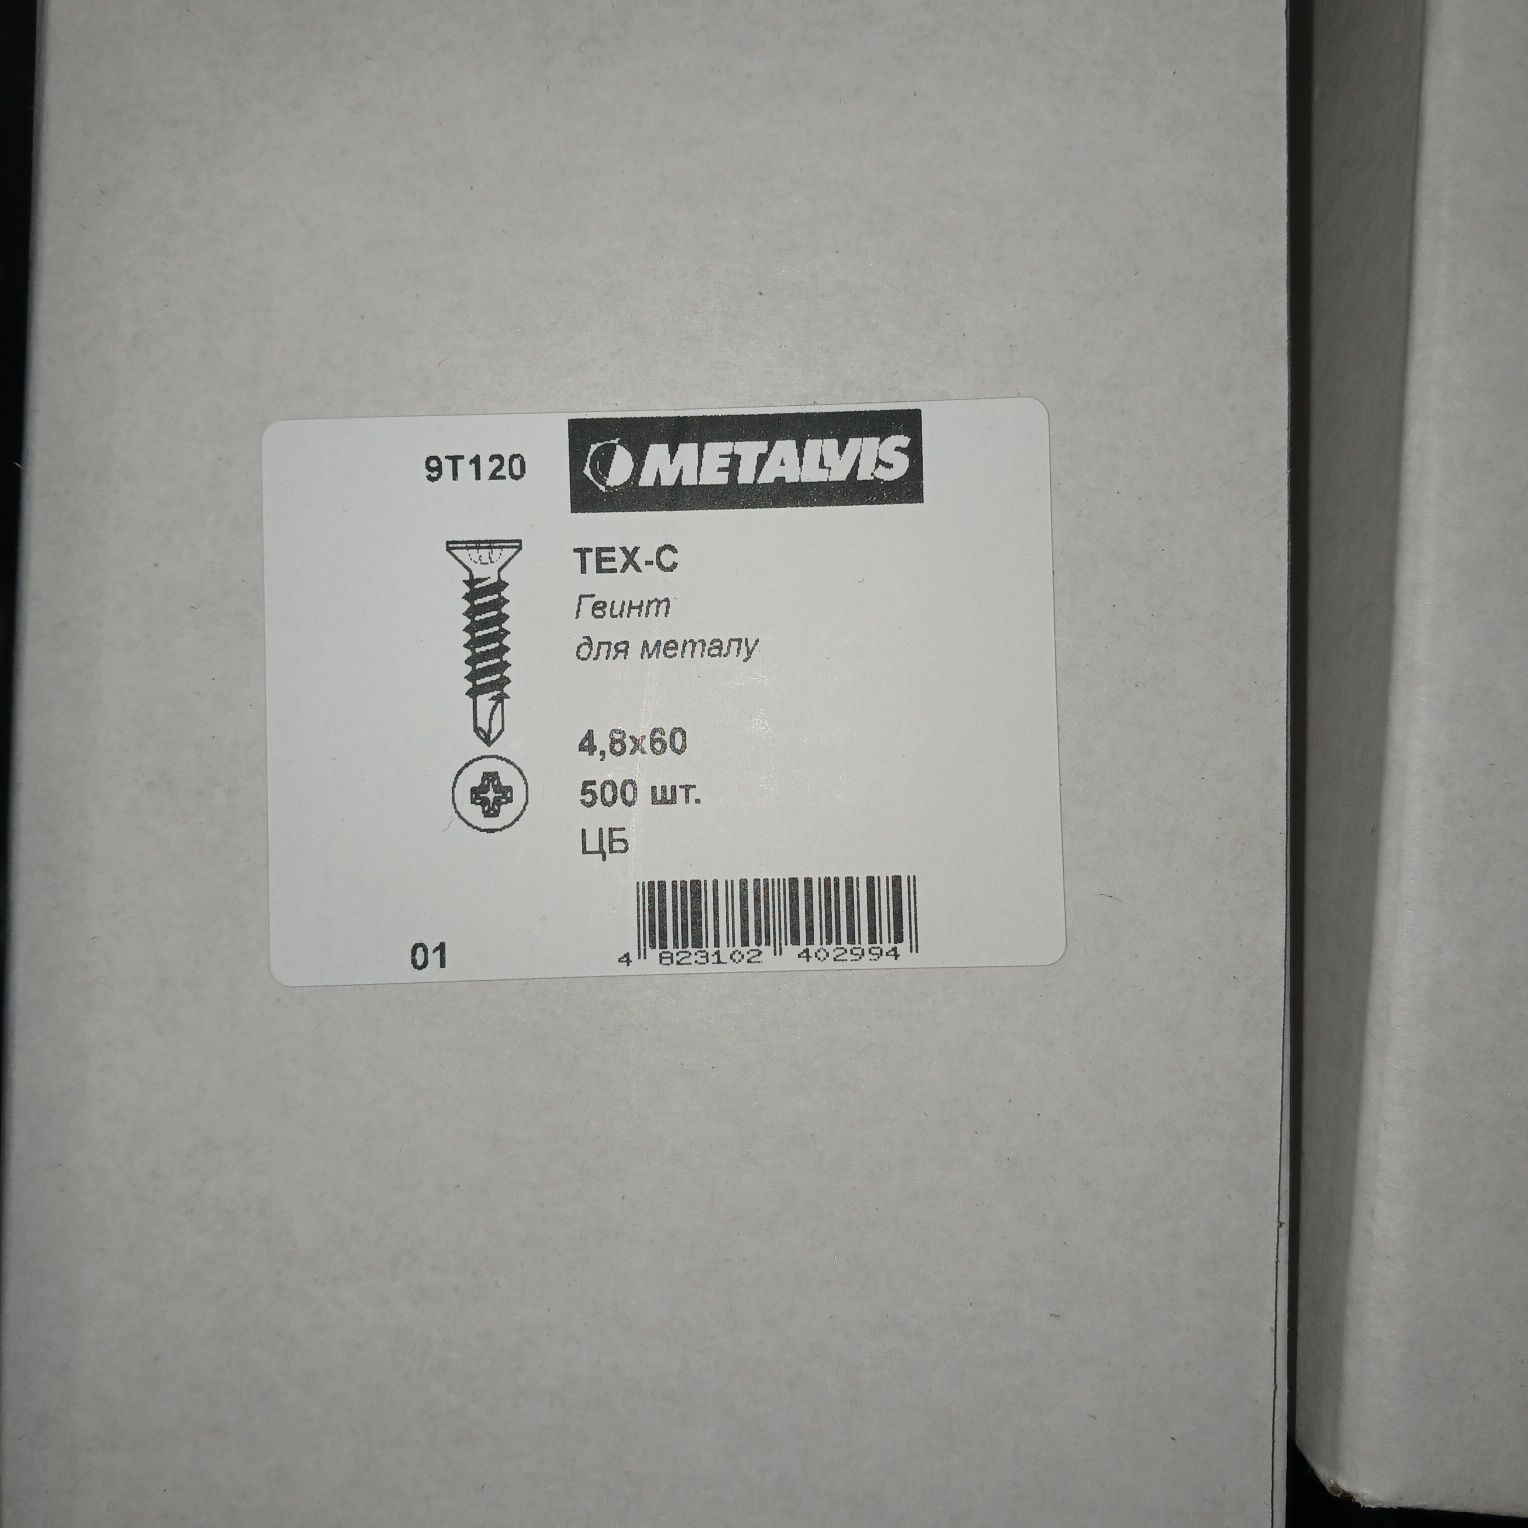 9T120
METALVIS
TEX-C
Гвинт
для металу
4,8x60
500 шт.
ЦБ
01
4 823102 402994